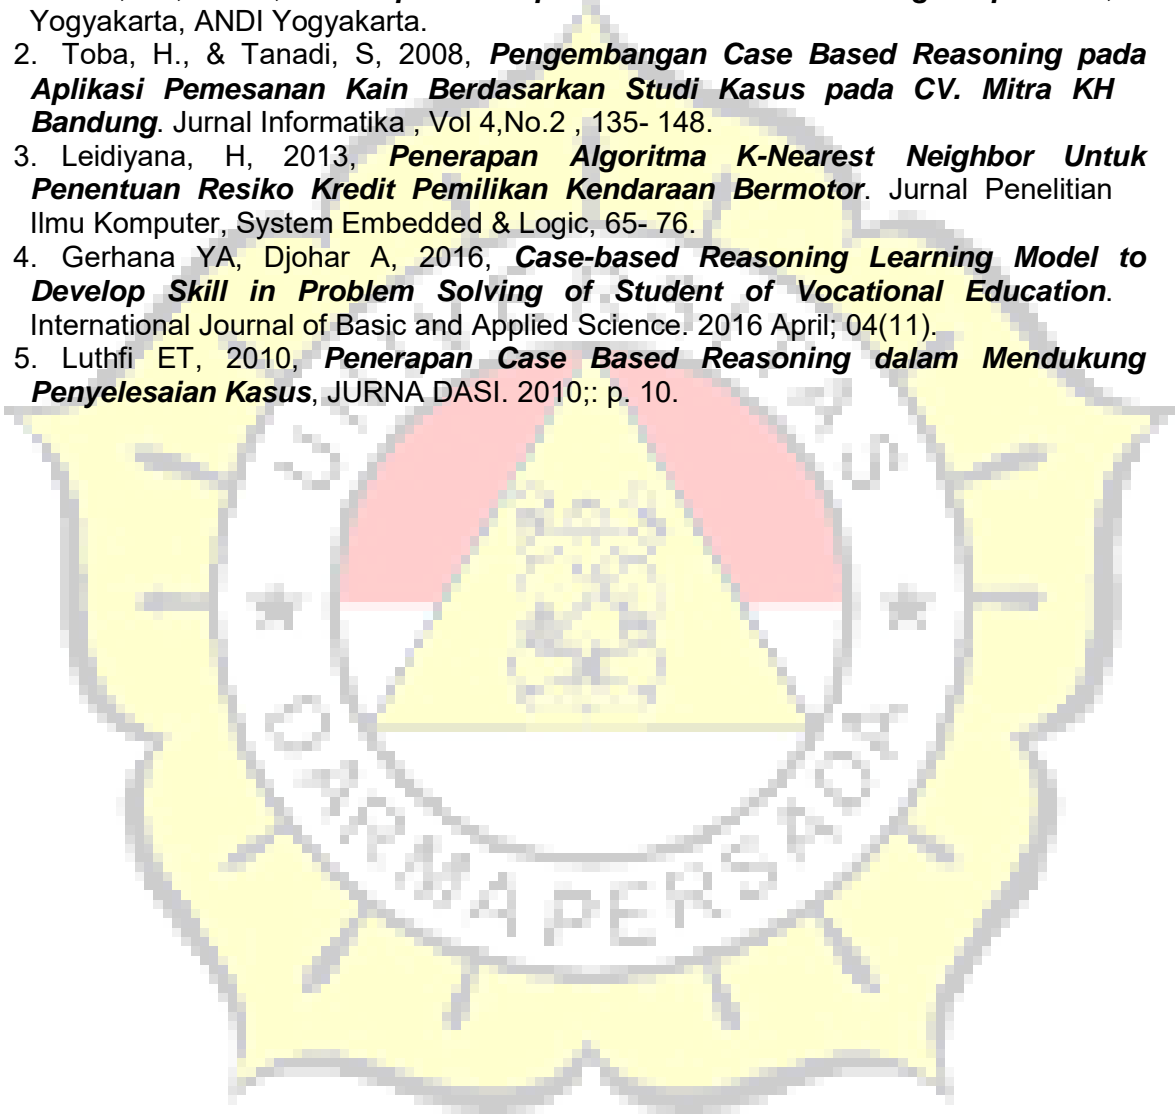 Yogyakarta, ANDI Yogyakarta.
2. Toba, H., & Tanadi, S, 2008, Pengembangan Case Based Reasoning pada
Aplikasi Pemesanan Kain Berdasarkan Studi Kasus pada CV. Mitra KH
Bandung. Jurnal Informatika , Vol 4,No.2 , 135- 148.
3. Leidiyana, H, 2013, Penerapan Algoritma K-Nearest Neighbor Untuk
Penentuan Resiko Kredit Pemilikan Kendaraan Bermotor. Jurnal Penelitian
Ilmu Komputer, System Embedded & Logic, 65- 76.
4. Gerhana YA, Djohar A, 2016, Case-based Reasoning Learning Model to
Develop Skill in Problem Solving of Student of Vocational Education.
International Journal of Basic and Applied Science. 2016 April; 04(11).
5. Luthfi ET, 2010, Penerapan Case Based Reasoning dalam Mendukung
Penyelesaian Kasus, JURNA DASI. 2010;: p. 10.
UNIVERSITAS
DARMA PERSADA